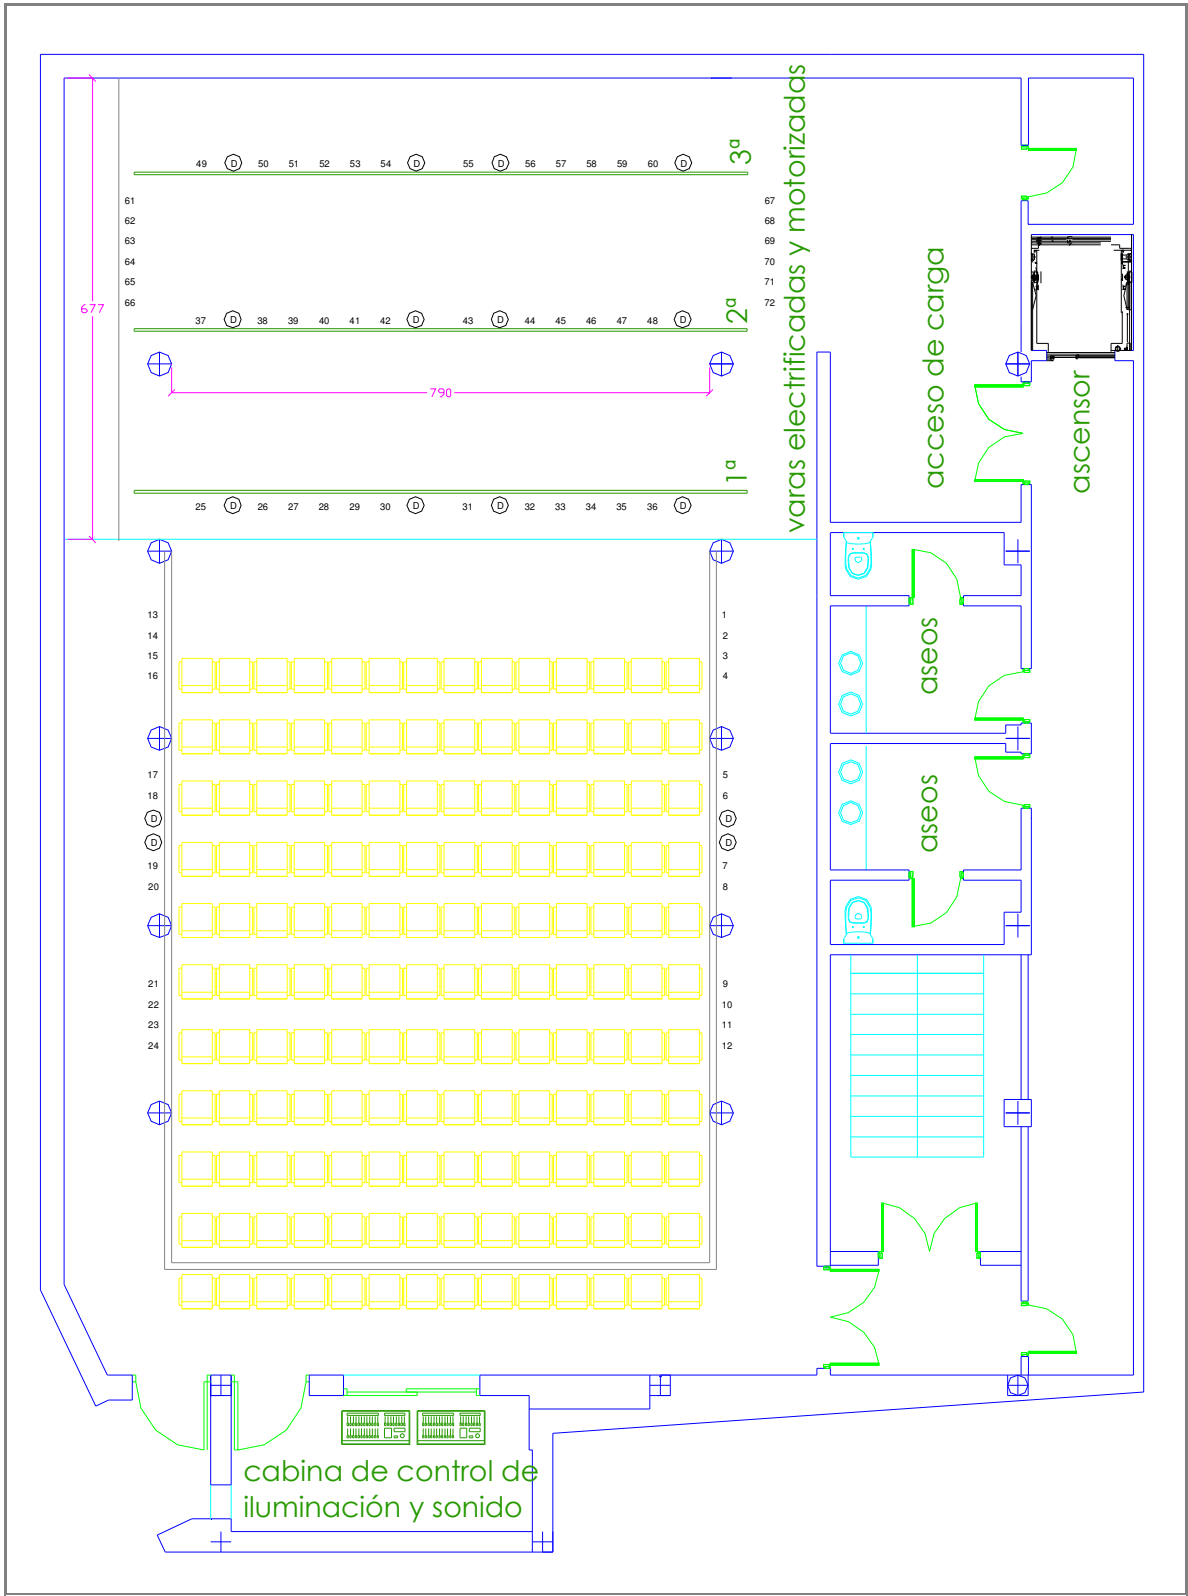 varas electrificadas y motorizadas
3ª
49 D 50 51 52 53 54 D 55 D 56 57 58 59 60 D
61
62
63
64
65
66
67
68
69
70
71
72
677
2ª
37 D 38 39 40 41 42 D 43 D 44 45 46 47 48 D
790
acceso de carga
ascensor
1ª
25 D 26 27 28 29 30 D 31 D 32 33 34 35 36 D
13
14
15
16
1
2
3
4
aseos
17
18
D
D
19
20
5
6
D
D
7
8
aseos
21
22
23
24
9
10
11
12
cabina de control de
iluminación y sonido